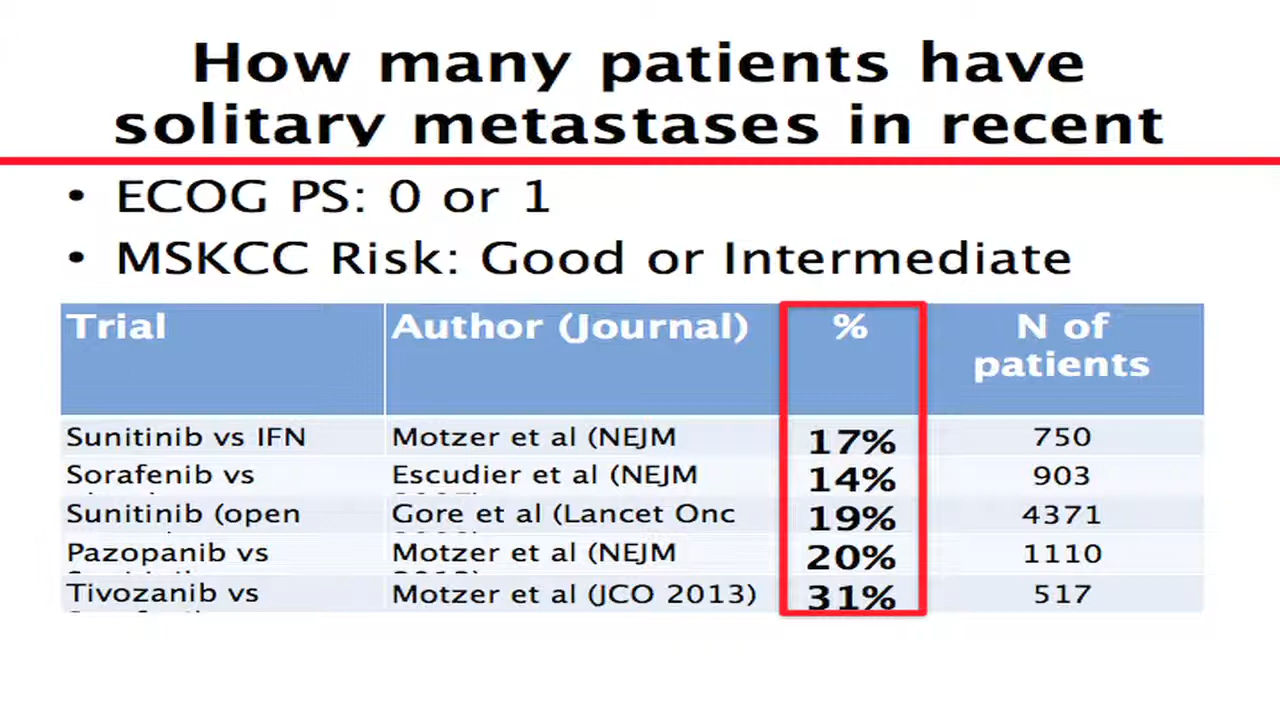 How many patients have
solitary metastases in recent
• ECOG PS: 0 or 1
• MSKCC Risk: Good or Intermediate
Trial Author (Journal) % N of patients
Sunitinib vs IFN Motzer et al (NEJM 17% 750
Sorafenib vs Escudier et al (NEJM 14% 903
Sunitinib (open Gore et al (Lancet Onc 19% 4371
Pazopanib vs Motzer et al (NEJM 20% 1110
Tivozanib vs Motzer et al (JCO 2013) 31% 517